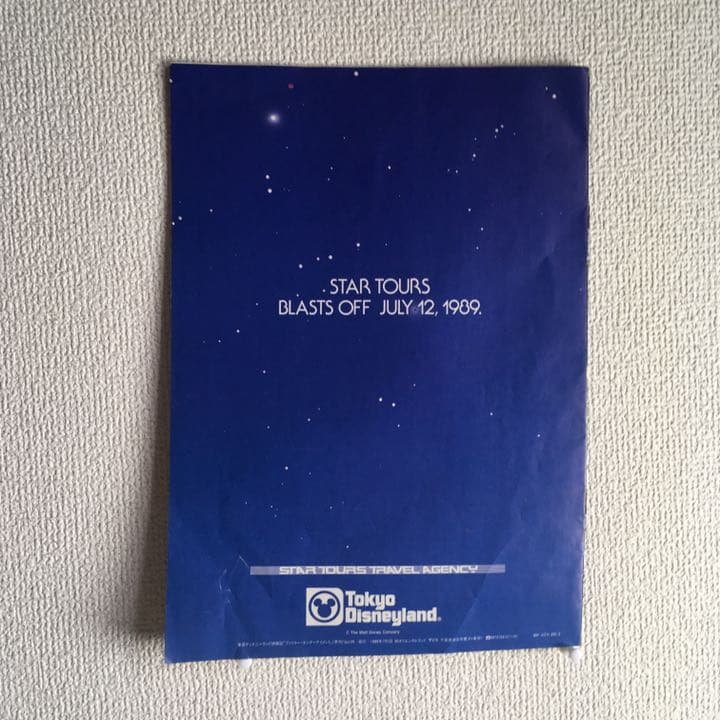 STAR TOURS
BLASTS OFF JULY 12, 1989.
STAR TOURS TRAVEL AGENCY
Tokyo
Disneyland®
© The Walt Disney Company